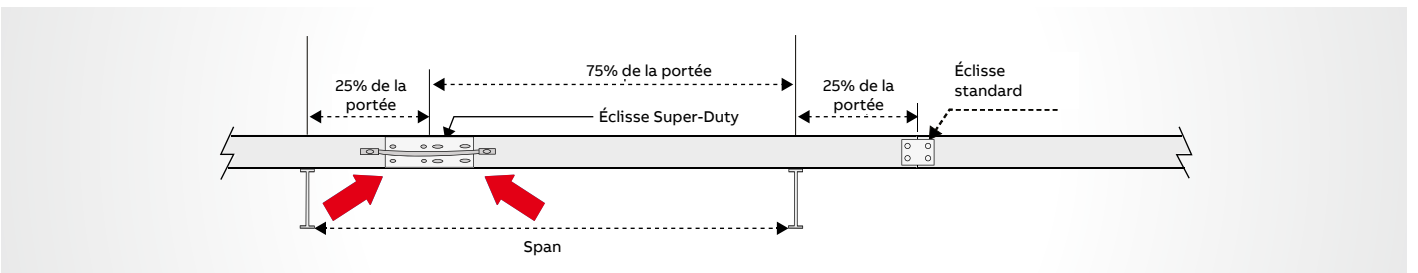 25% de la
portée
75% de la portée
25% de la
portée
Éclisse
standard
Éclisse Super-Duty
Span